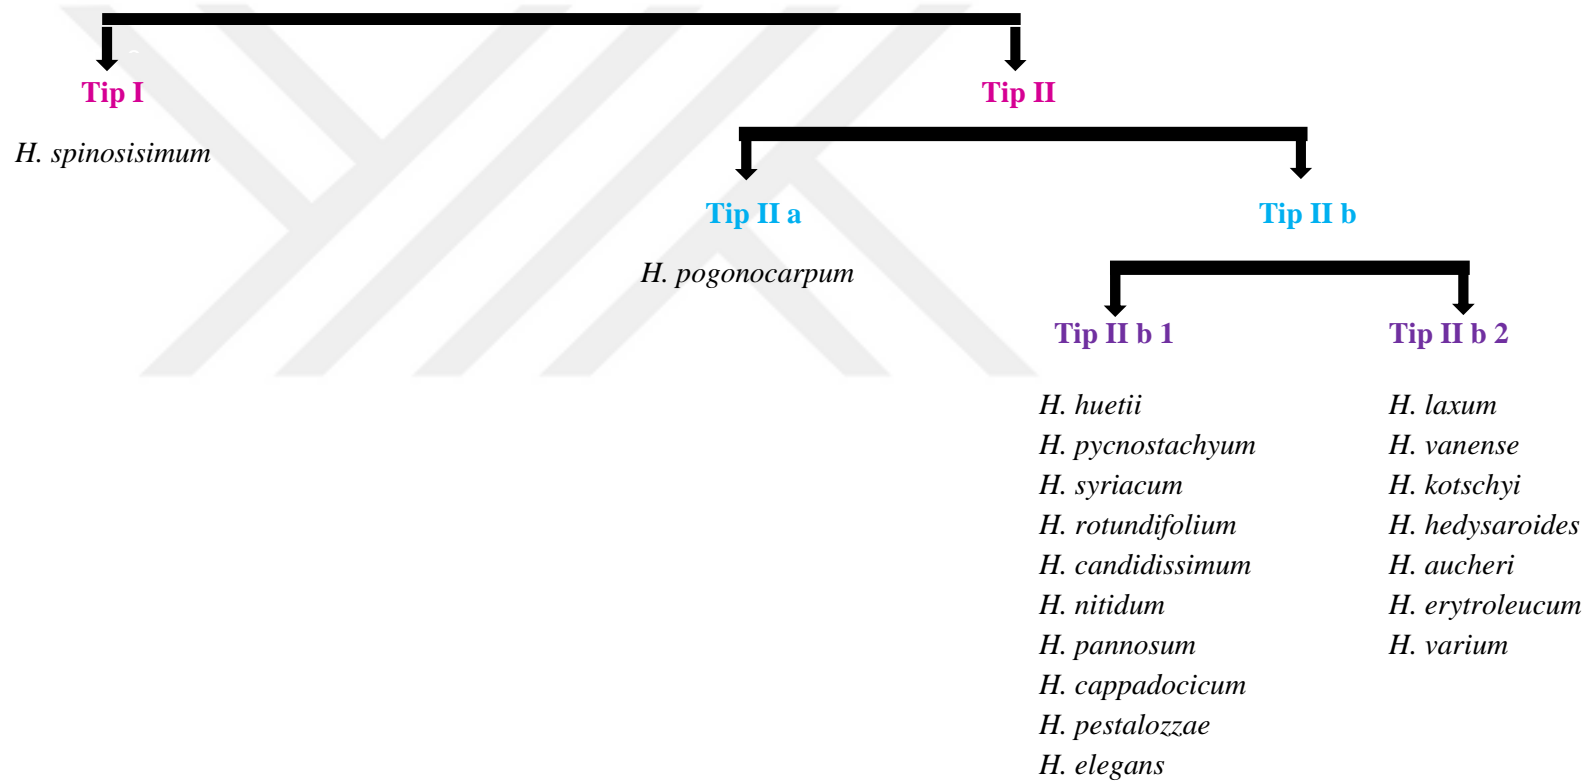 Tip I
Tip II
H. spinosisimum
Tip II a
Tip II b
H. pogonocarpum
Tip II b 1
Tip II b 2
H. huetii
H. pycnostachyum
H. syriacum
H. rotundifolium
H. candidissimum
H. nitidum
H. pannosum
H. cappadocicum
H. pestalozzae
H. elegans
H. laxum
H. vanense
H. kotschyi
H. hedysaroides
H. aucheri
H. erytroleucum
H. varium